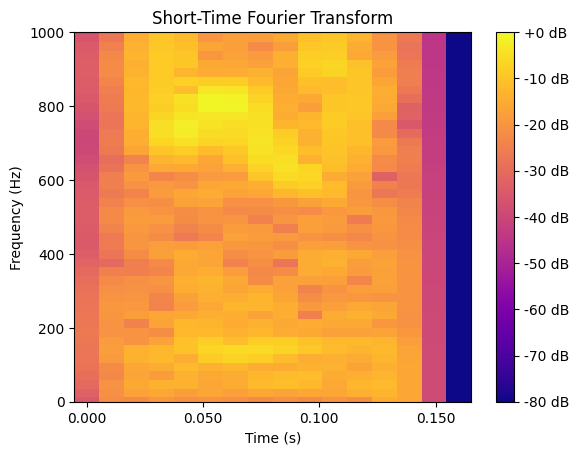 Short-Time Fourier Transform
Frequency (Hz)
1000
800
600
400
200
0
0.000
0.050
0.100
0.150
Time (s)
+0 dB
-10 dB
-20 dB
-30 dB
-40 dB
-50 dB
-60 dB
-70 dB
-80 dB